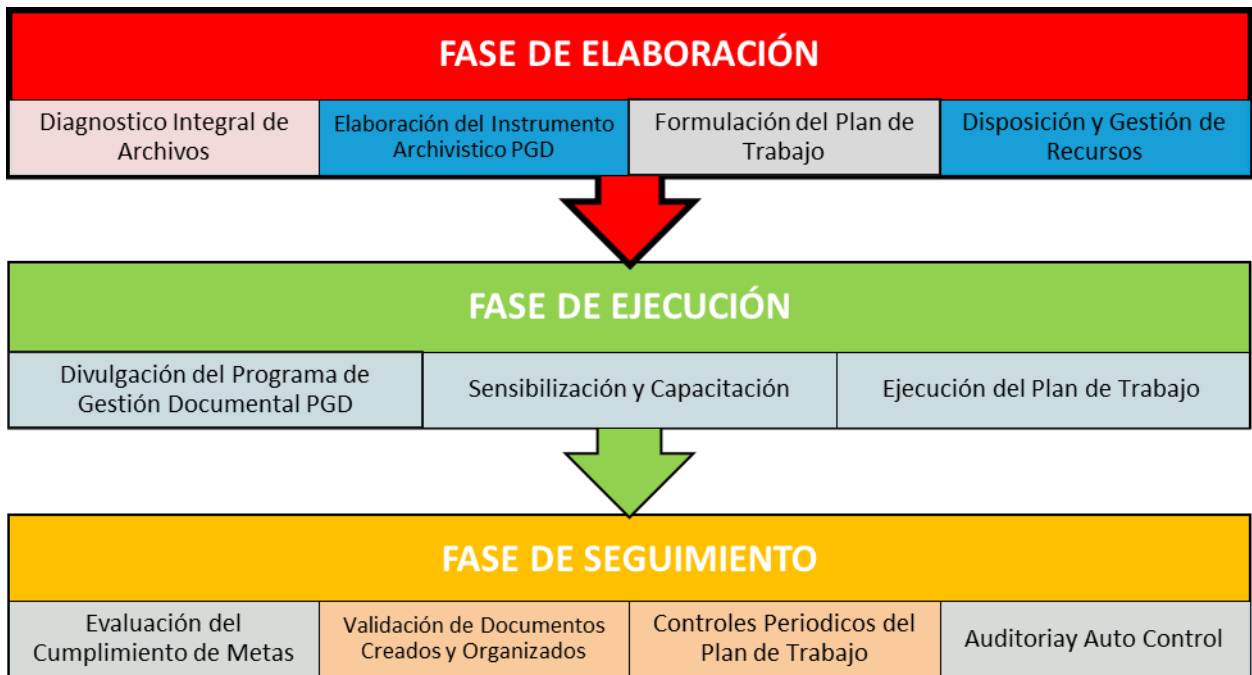 FASE DE ELABORACIÓN
Diagnostico Integral de
Archivos
Elaboración del Instrumento
Archivistico PGD
Formulación del Plan de
Trabajo
Disposición y Gestión de
Recursos
FASE DE EJECUCIÓN
Divulgación del Programa de
Gestión Documental PGD
Sensibilización y Capacitación
Ejecución del Plan de Trabajo
FASE DE SEGUIMIENTO
Evaluación del
Cumplimiento de Metas
Validación de Documentos
Creados y Organizados
Controles Periodicos del
Plan de Trabajo
Auditoriay Auto Control